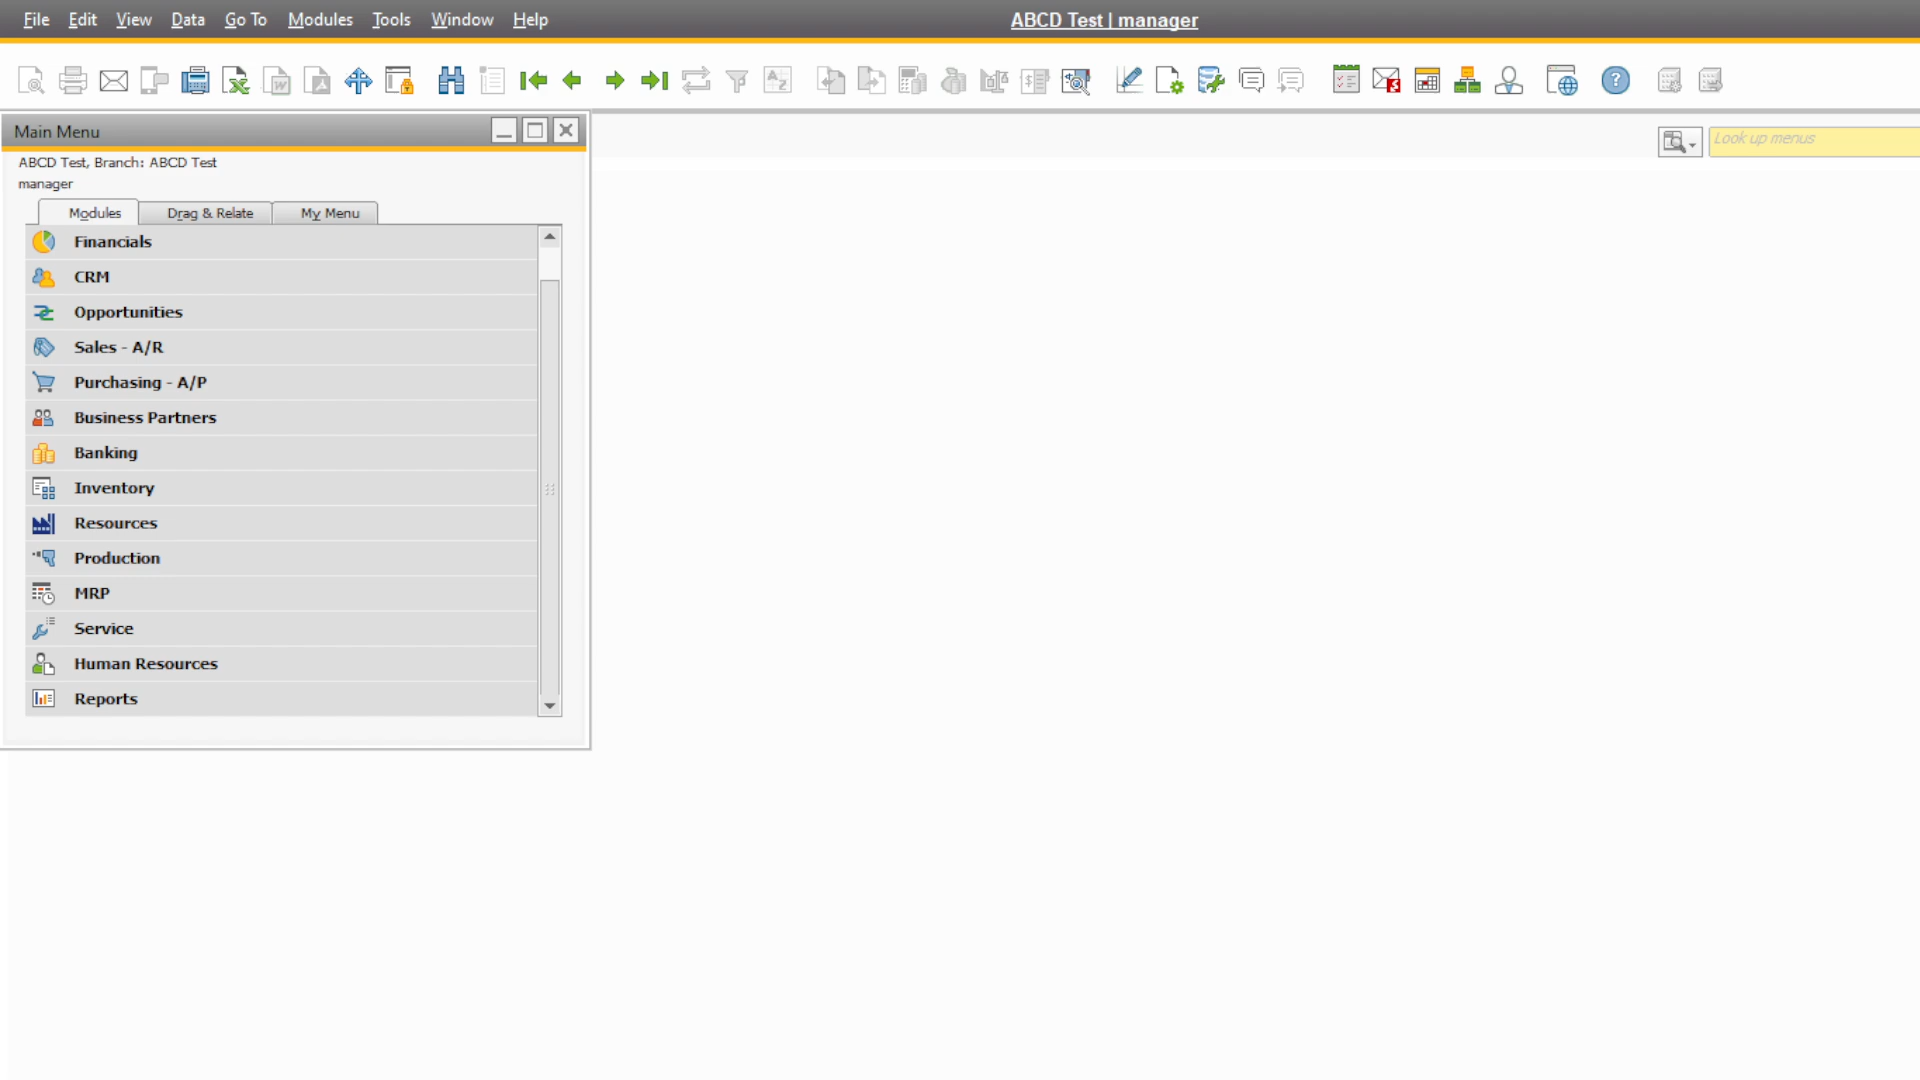 File Edit View Data Go To Modules Tools Window Help
ABCD Test | manager
Main Menu
Look up menus
ABCD Test, Branch: ABCD Test
manager
Modules Drag & Relate My Menu
Financials
CRM
Opportunities
Sales - A/R
Purchasing - A/P
Business Partners
Banking
Inventory
Resources
Production
MRP
Service
Human Resources
Reports